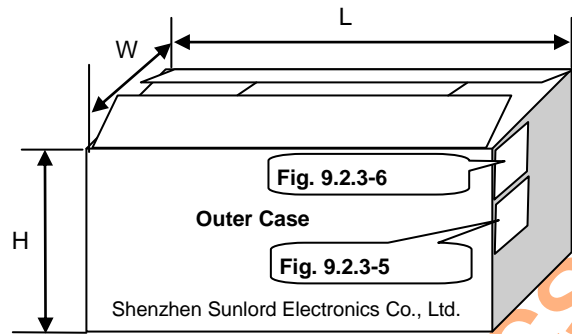 L
W
Fig. 9.2.3-6
Outer Case
H
Fig. 9.2.3-5
Shenzhen Sunlord Electronics Co., Ltd.